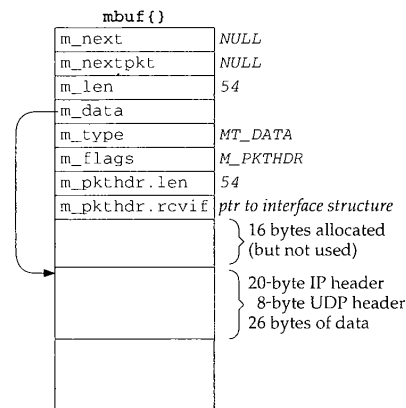 mbuf{}
m_next NULL
m_nextpkt NULL
m_len 54
m_data
m_type MT_DATA
m_flags M_PKTHDR
m_pkthdr.len 54
m_pkthdr.rcvif ptr to interface structure
16 bytes allocated
(but not used)
20-byte IP header
8-byte UDP header
26 bytes of data